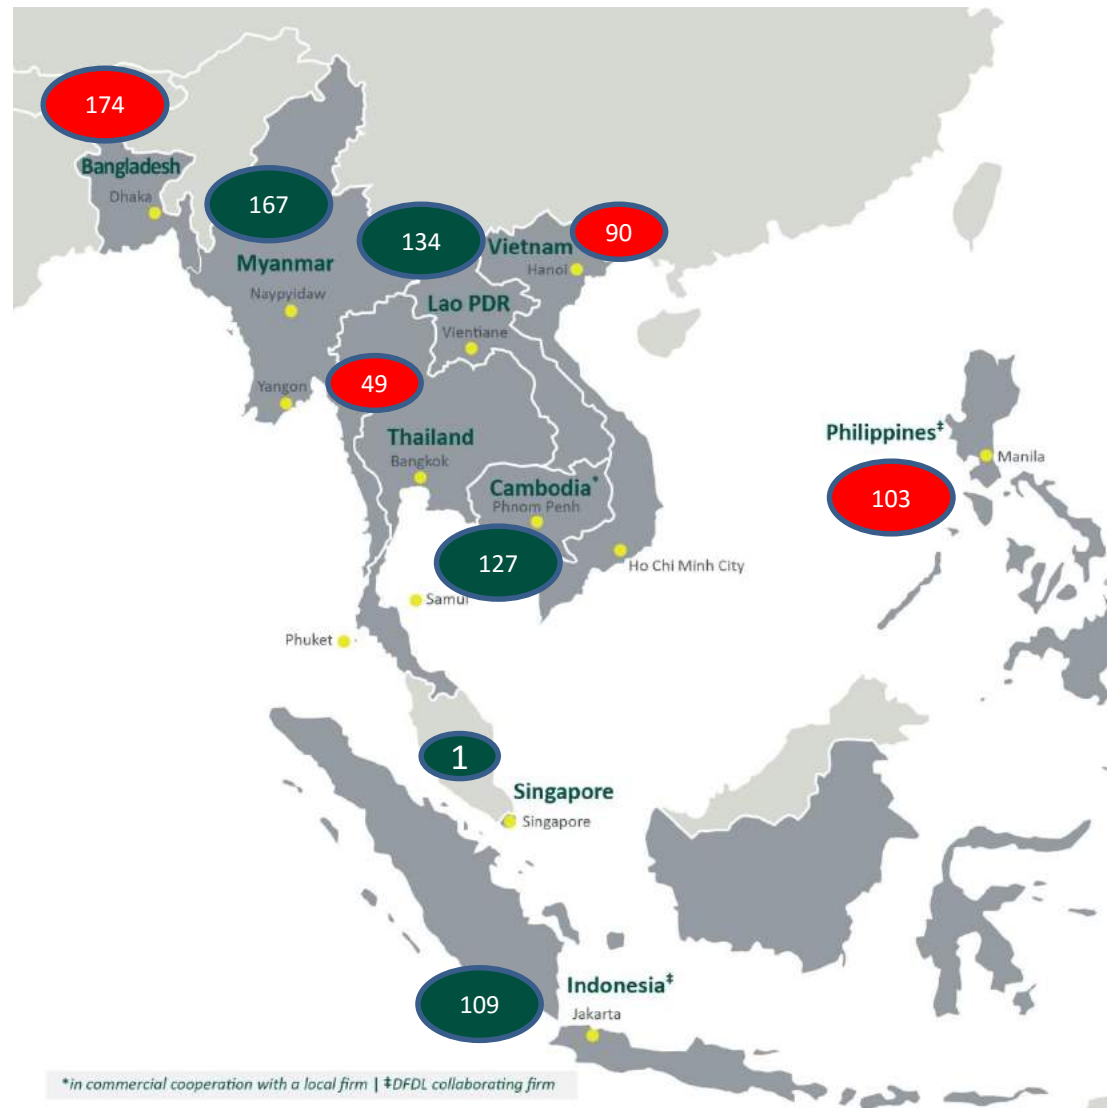 174
Bangladesh
Dhaka
167
134
Vietnam
90
Hanoi
Myanmar
Naypyidaw
Lao PDR
Vientiane
49
Yangon
Thailand
Bangkok
Philippines‡
Manila
Cambodia*
Phnom Penh
103
127
Ho Chi Minh City
Samui
Phuket
1
Singapore
Singapore
109
Indonesia‡
Jakarta
*in commercial cooperation with a local firm | ‡DFDL collaborating firm